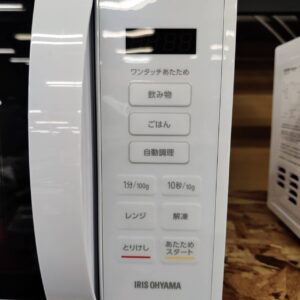 ワンタッチあたため
飲み物
ごはん
自動調理
1分/100g 10秒/10g
レンジ 解凍
とりけし あたため
スタート
IRIS OHYAMA